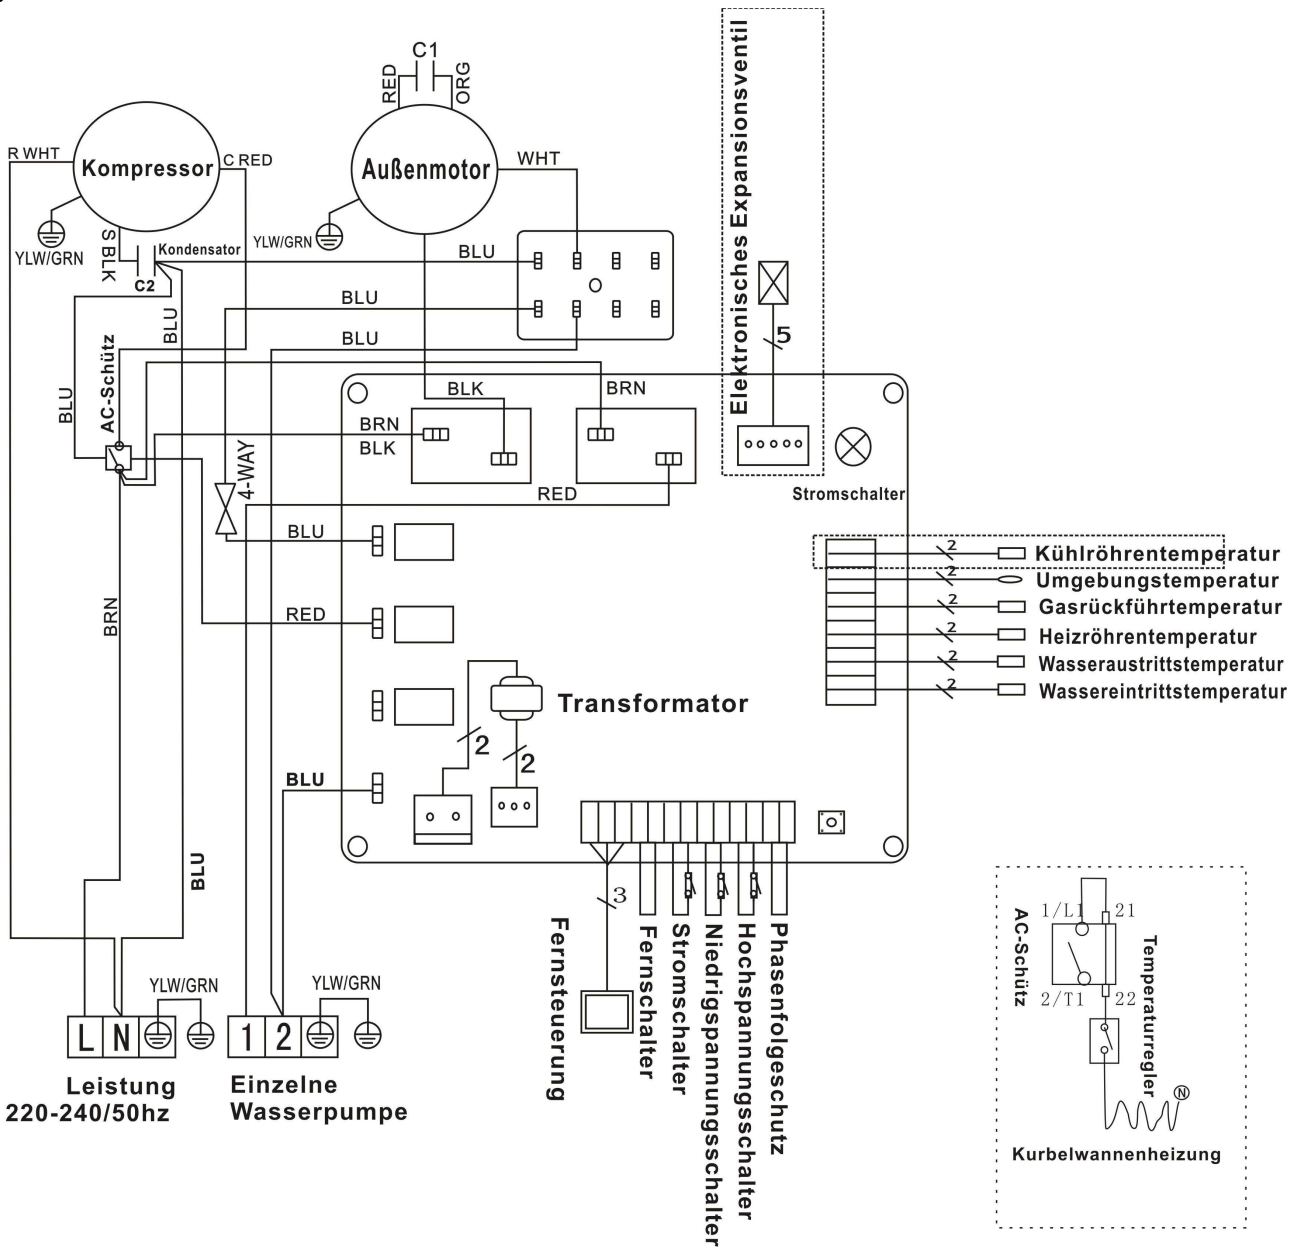 C1
RED
ORG
Elektronisches Expansionsventil
R WHT
Kompressor
C RED
Außenmotor
WHT
YLW/GRN
S BLK
Kondensator
C2
YLW/GRN
BLU
BLU
BLU
BLU
BLU
AC-Schütz
5
BLK
BRN
BRN
BLK
4-WAY
RED
Stromschalter
BLU
2
Kühlröhrentemperatur
2
Umgebungstemperatur
2
Gasrückführtemperatur
2
Heizröhrentemperatur
2
Wasseraustrittstemperatur
2
Wassereintrittstemperatur
BRN
RED
Transformator
2
2
BLU
BLU
3
Fernsteuerung
Fernschalter
Stromschalter
Niedrigspannungsschalter
Hochspannungsschalter
Phasenfolgeschutz
YLW/GRN
YLW/GRN
L N
1 2
Leistung
220-240/50hz
Einzelne
Wasserpumpe
AC-Schütz
1/L1
21
2/T1
22
Temperaturregler
N
Kurbelwannenheizung